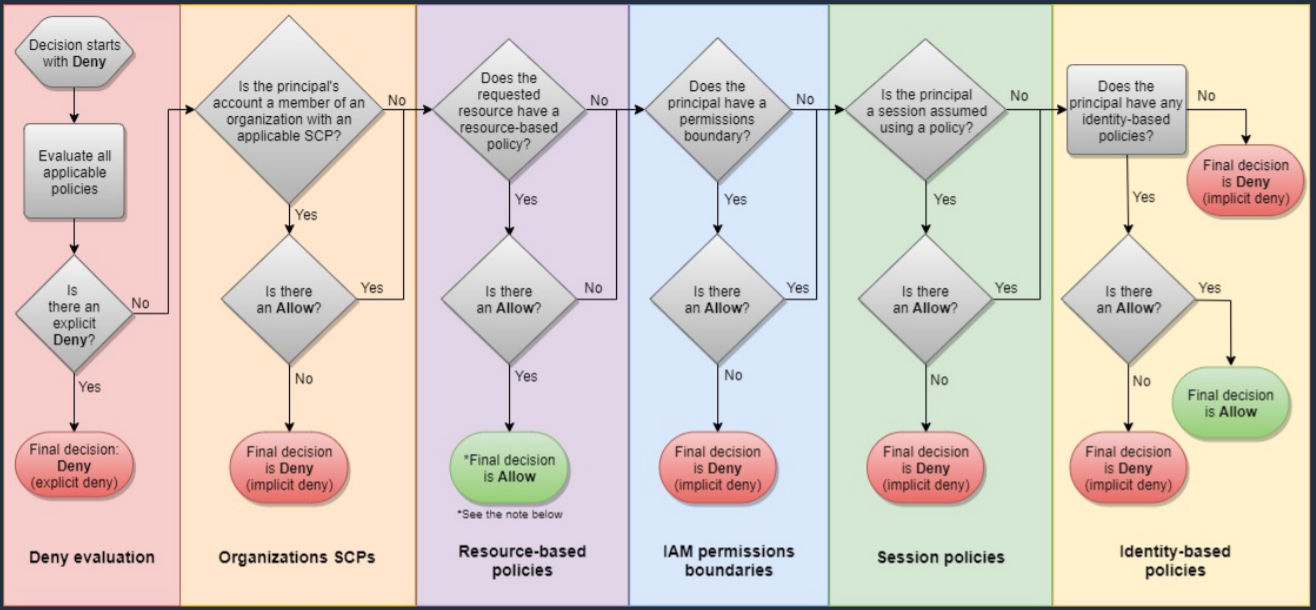 Decision starts
with Deny
Evaluate all
applicable
policies
Is
there an
explicit
Deny?
No
Yes
Final decision:
Deny
(explicit deny)
Deny evaluation
Is the principal's
account a member of an
organization with an
applicable SCP?
No
Yes
Is there
an Allow?
Yes
No
Final decision
is Deny
(implicit deny)
Organizations SCPs
Does the
requested
resource have a
resource-based
policy?
No
Yes
Is there
an Allow?
No
Yes
*Final decision
is Allow
*See the note below
Resource-based
policies
Does the
principal have a
permissions
boundary?
No
Yes
Is there
an Allow?
Yes
No
Final decision
is Deny
(implicit deny)
IAM permissions
boundaries
Is the principal
a session assumed
using a policy?
No
Yes
Is there
an Allow?
Yes
No
Final decision
is Deny
(implicit deny)
Session policies
Does the
principal have any
identity-based
policies?
No
Final decision
is Deny
(implicit deny)
Yes
Is there
an Allow?
Yes
Final decision
is Allow
No
Final decision
is Deny
(implicit deny)
Identity-based
policies